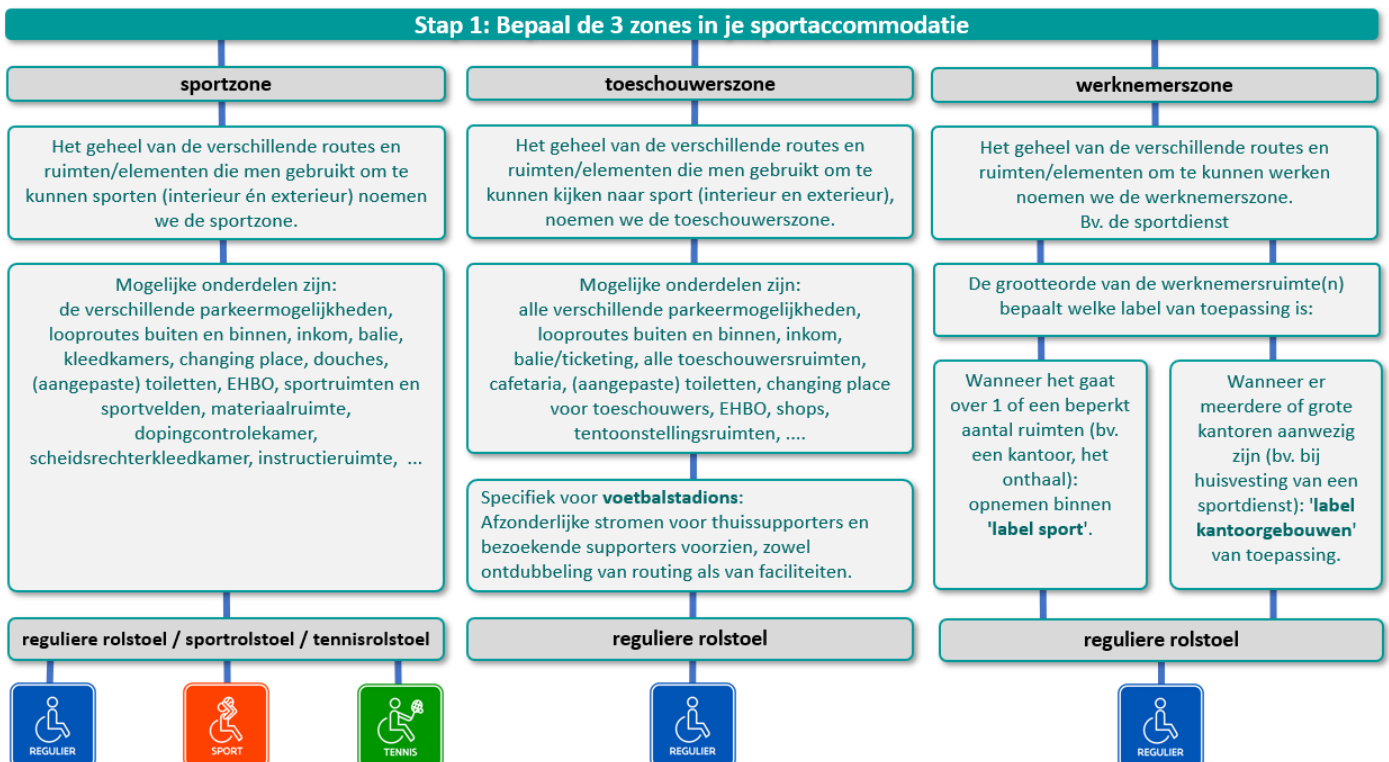 Stap 1: Bepaal de 3 zones in je sportaccommodatie
sportzone
Het geheel van de verschillende routes en
ruimten/elementen die men gebruikt om te
kunnen sporten (interieur én exterieur) noemen
we de sportzone.
Mogelijke onderdelen zijn:
de verschillende parkeermogelijkheden,
looproutes buiten en binnen, inkom, balie,
kleedkamers, changing place, douches,
(aangepaste) toiletten, EHBO, sportruimten en
sportvelden, materiaalruimte,
dopingcontrolekamer,
scheidsrechterkleedkamer, instructieruimte, ...
reguliere rolstoel / sportrolstoel / tennisrolstoel
REGULIER
SPORT
TENNIS
toeschouwerszone
Het geheel van de verschillende routes en
ruimten/elementen die men gebruikt om te
kunnen kijken naar sport (interieur en exterieur),
noemen we de toeschouwerszone.
Mogelijke onderdelen zijn:
alle verschillende parkeermogelijkheden,
looproutes buiten en binnen, inkom,
balie/ticketing, alle toeschouwersruimten,
cafetaria, (aangepaste) toiletten, changing place
voor toeschouwers, EHBO, shops,
tentoonstellingsruimten, ....
Specifiek voor voetbalstadions:
Afzonderlijke stromen voor thuissupporters en
bezoekende supporters voorzien, zowel
ontdubbeling van routing als van faciliteiten.
reguliere rolstoel
REGULIER
werknemerszone
Het geheel van de verschillende routes en
ruimten/elementen om te kunnen werken
noemen we de werknemerszone.
Bv. de sportdienst
De grootteorde van de werknemersruimte(n)
bepaalt welke label van toepassing is:
Wanneer het gaat
over 1 of een beperkt
aantal ruimten (bv.
een kantoor, het
onthaal):
opnemen binnen
'label sport'.
Wanneer er
meerdere of grote
kantoren aanwezig
zijn (bv. bij
huisvesting van een
sportdienst): 'label
kantoorgebouwen'
van toepassing.
reguliere rolstoel
REGULIER